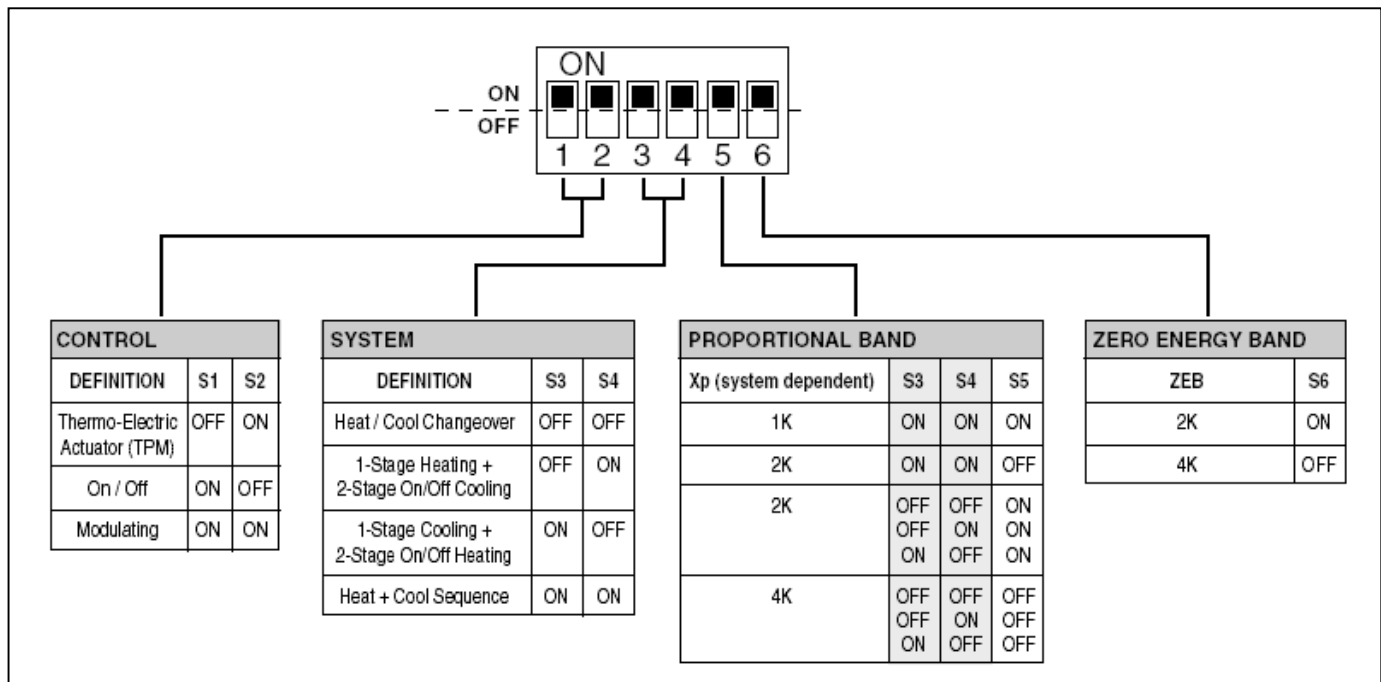 ON
ON
OFF
1 2 3 4 5 6
CONTROL
DEFINITION S1 S2
Thermo-Electric OFF ON
Actuator (TPM)
On / Off ON OFF
Modulating ON ON
SYSTEM
DEFINITION S3 S4
Heat / Cool Changeover OFF OFF
1-Stage Heating + OFF ON
2-Stage On/Off Cooling
1-Stage Cooling + ON OFF
2-Stage On/Off Heating
Heat + Cool Sequence ON ON
PROPORTIONAL BAND
Xp (system dependent) S3 S4 S5
1K ON ON ON
2K ON ON OFF
2K OFF OFF ON
OFF ON ON
ON OFF ON
4K OFF OFF OFF
OFF ON OFF
ON OFF OFF
ZERO ENERGY BAND
ZEB S6
2K ON
4K OFF